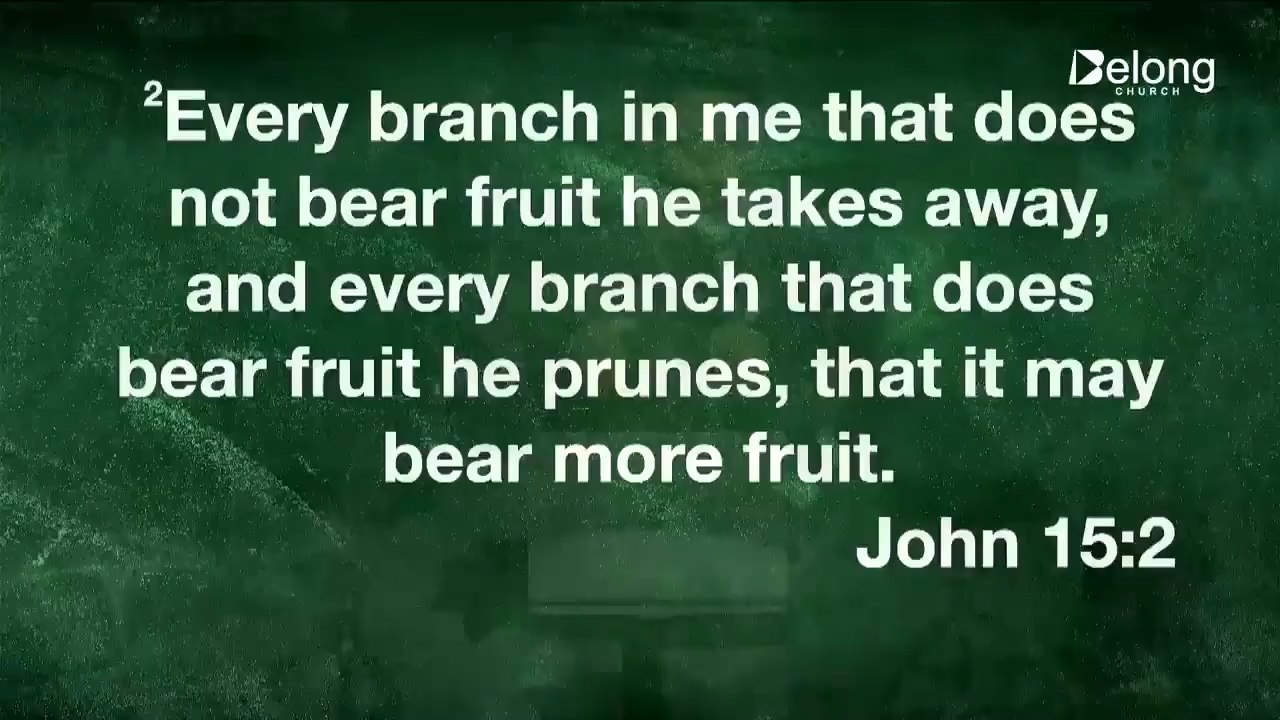 Belong
CHURCH
²Every branch in me that does
not bear fruit he takes away,
and every branch that does
bear fruit he prunes, that it may
bear more fruit.
John 15:2